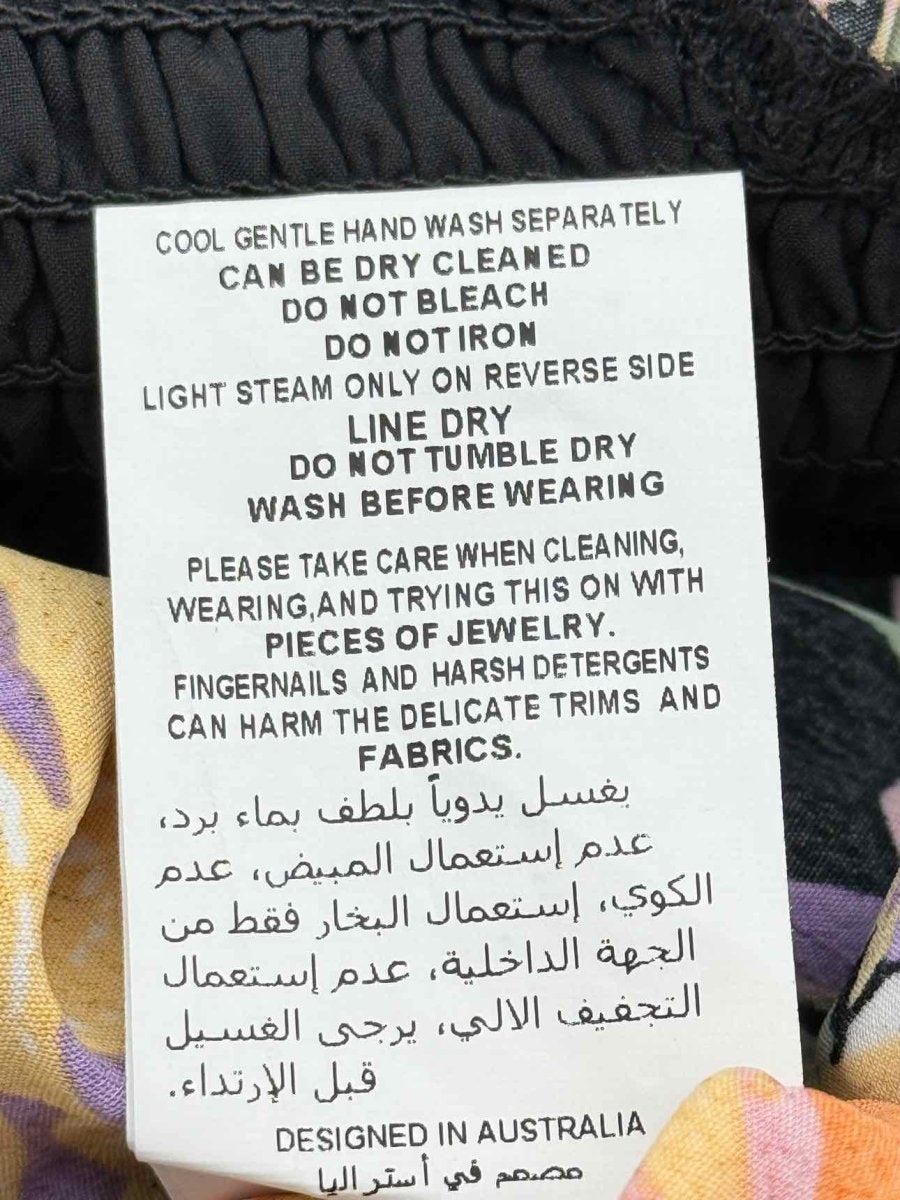 COOL GENTLE HAND WASH SEPARATELY
CAN BE DRY CLEANED
DO NOT BLEACH
DO NOT IRON
LIGHT STEAM ONLY ON REVERSE SIDE
LINE DRY
DO NOT TUMBLE DRY
WASH BEFORE WEARING
PLEASE TAKE CARE WHEN CLEANING,
WEARING,AND TRYING THIS ON WITH
PIECES OF JEWELRY.
FINGERNAILS AND HARSH DETERGENTS
CAN HARM THE DELICATE TRIMS AND
FABRICS.
بغسل يدوياً بلطف بماء برد،
عدم إستعمال المبيض، عدم
الكوي، إستعمال البخار فقط من
الجهة الداخلية، عدم إستعمال
التجفيف الالي، يرجى الغسيل
قبل الإرتداء.
DESIGNED IN AUSTRALIA
مصمم في أستراليا